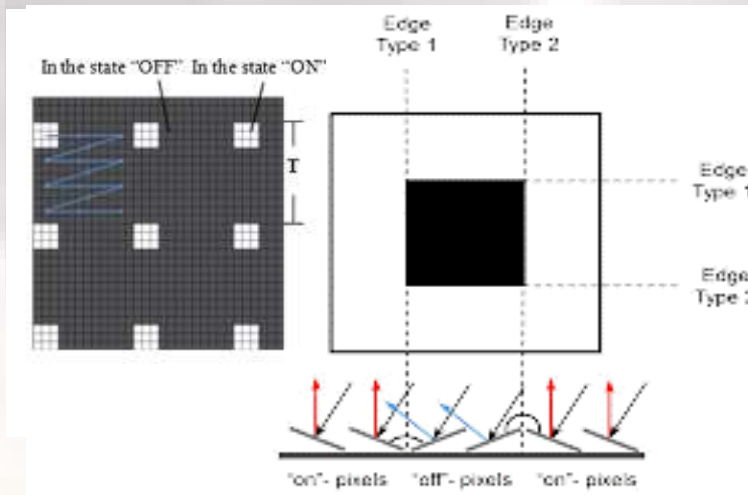 Edge
Type 1
Edge
Type 2
In the state “OFF” In the state “ON”
T
Edge
Type 1
Edge
Type 2
“on”- pixels “off”- pixels “on”- pixels